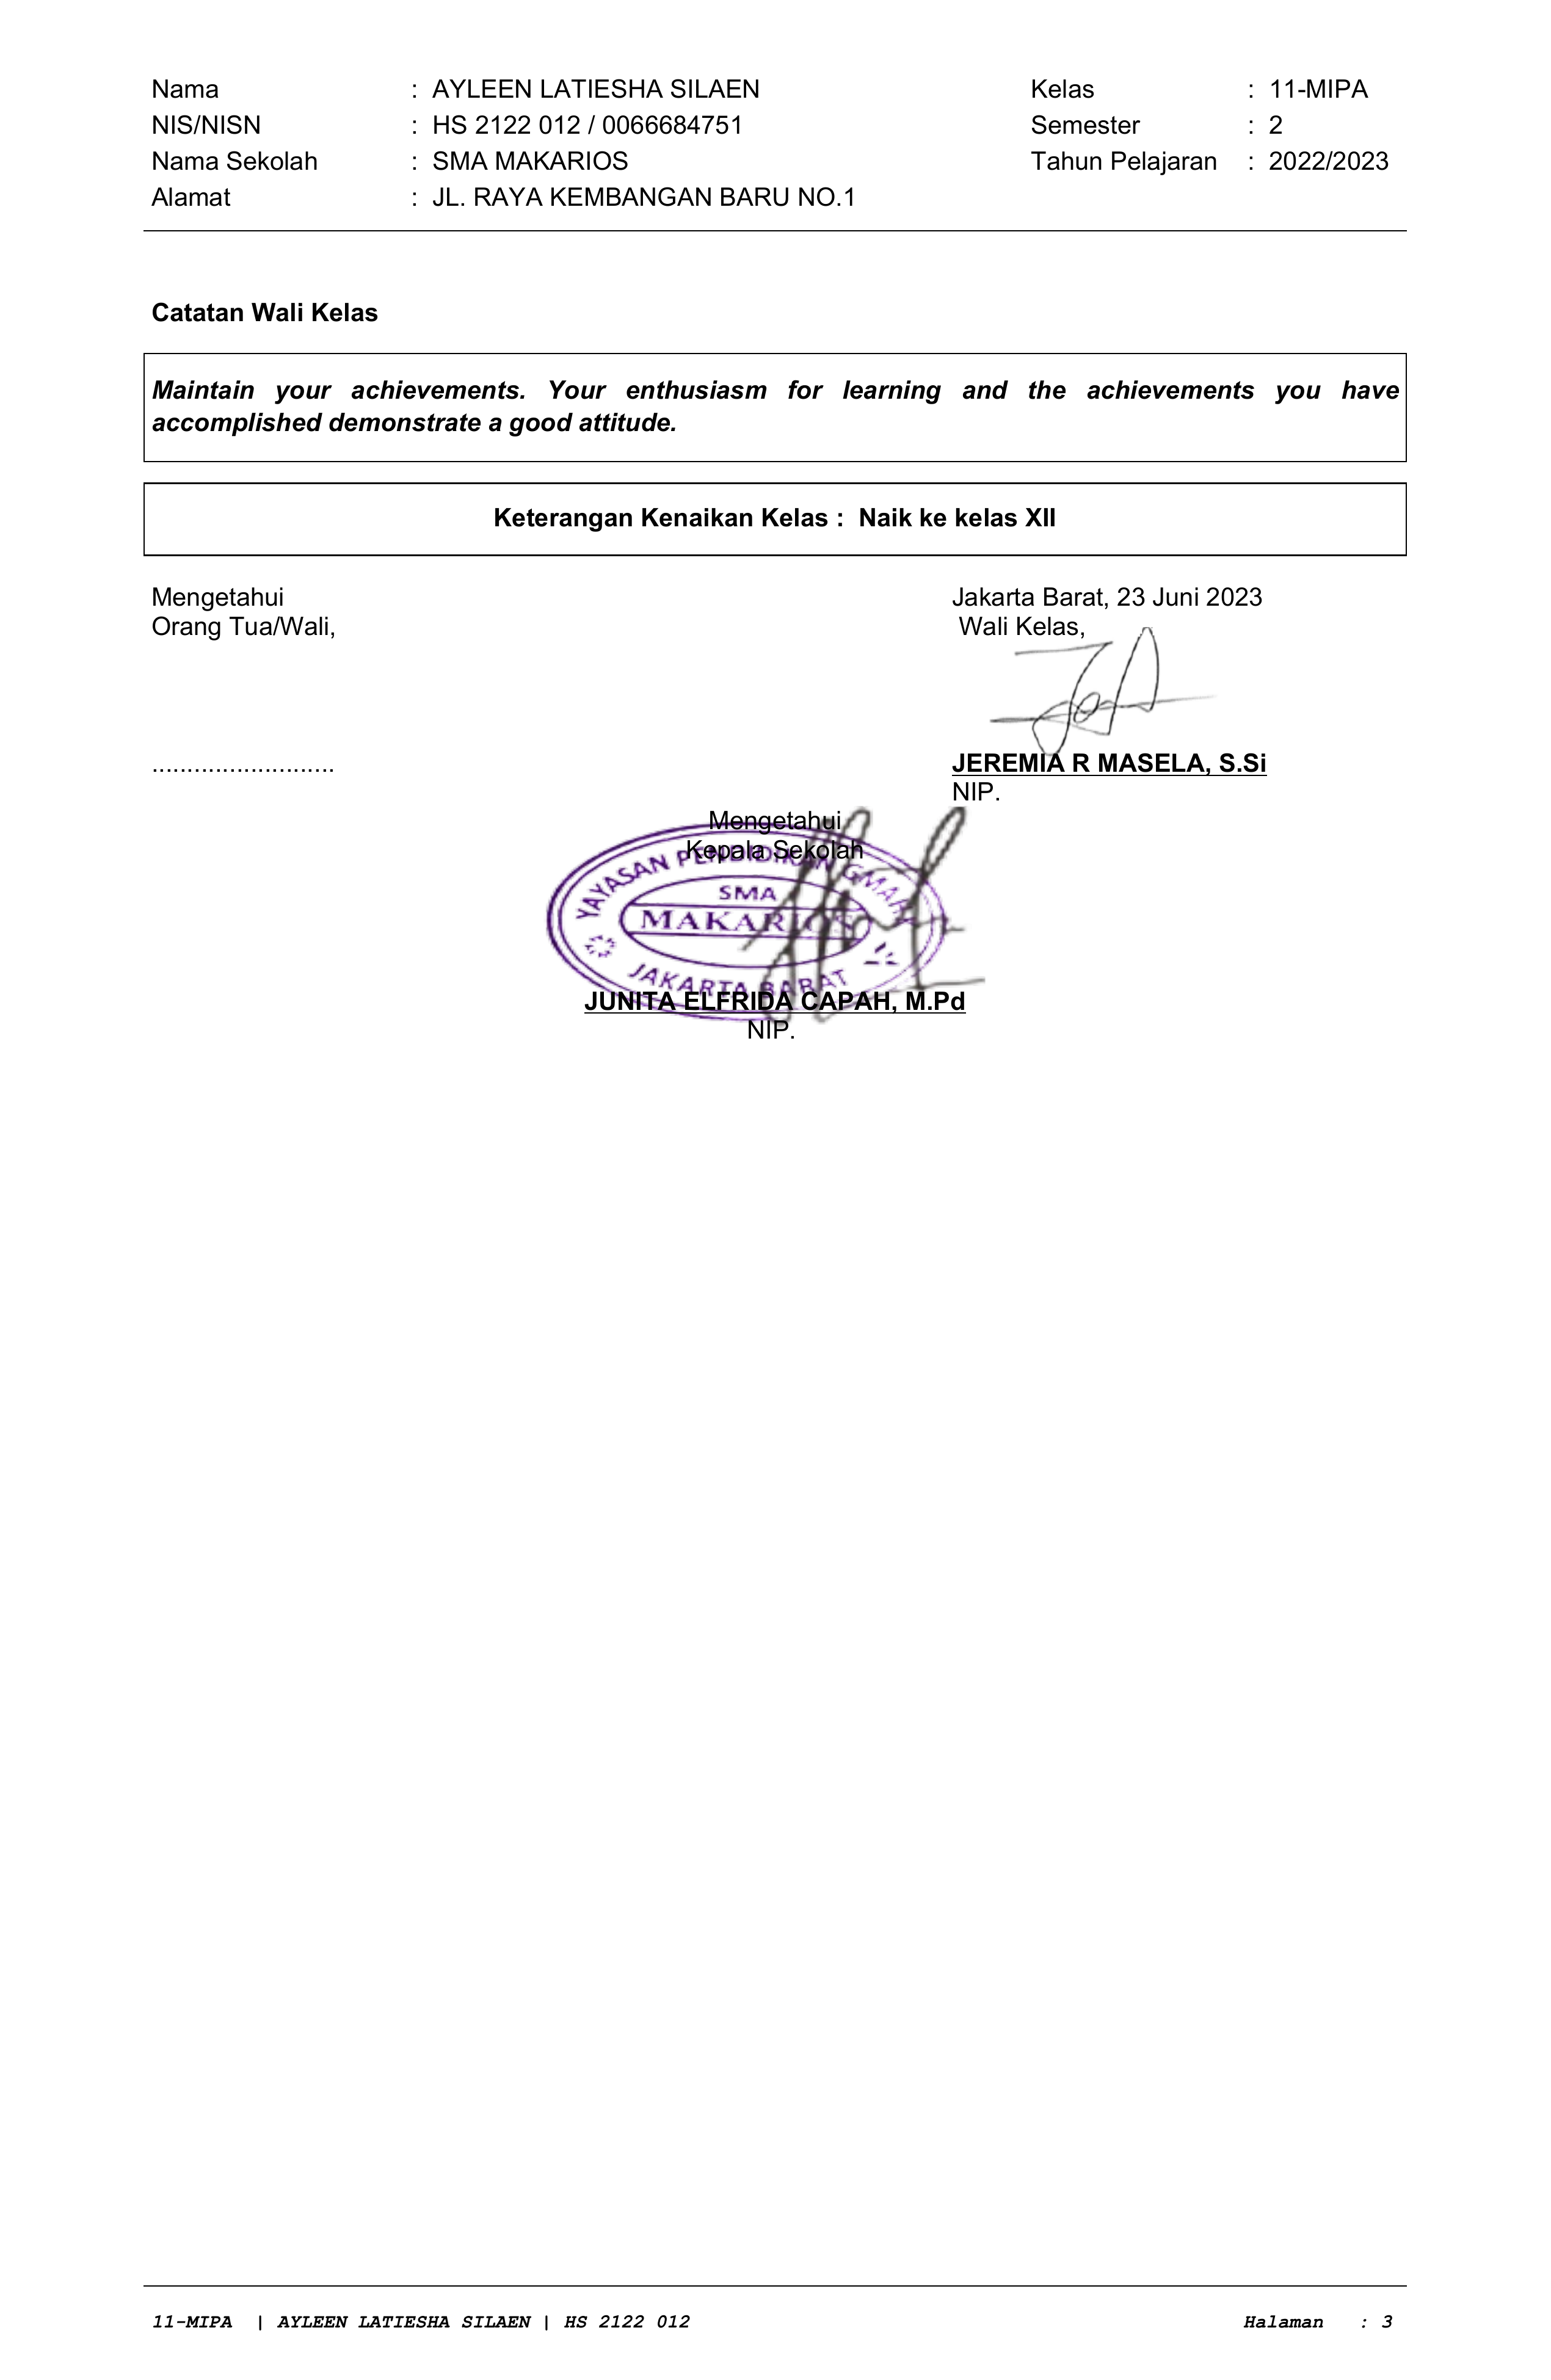 Nama : AYLEEN LATIESHA SILAEN Kelas : 11-MIPA
NIS/NISN : HS 2122 012 / 0066684751 Semester : 2
Nama Sekolah : SMA MAKARIOS Tahun Pelajaran : 2022/2023
Alamat : JL. RAYA KEMBANGAN BARU NO.1
Catatan Wali Kelas
Maintain your achievements. Your enthusiasm for learning and the achievements you have
accomplished demonstrate a good attitude.
Keterangan Kenaikan Kelas : Naik ke kelas XII
Mengetahui Jakarta Barat, 23 Juni 2023
Orang Tua/Wali, Wali Kelas,
.......................... JEREMIA R MASELA, S.Si
NIP.
Mengetahui
Kepala Sekolah
YAYASAN PENDIDIKAN
SMA
MAKARIOS
JAKARTA BARAT
JUNITA ELFRIDA CAPAH, M.Pd
NIP.
11-MIPA | AYLEEN LATIESHA SILAEN | HS 2122 012 Halaman : 3